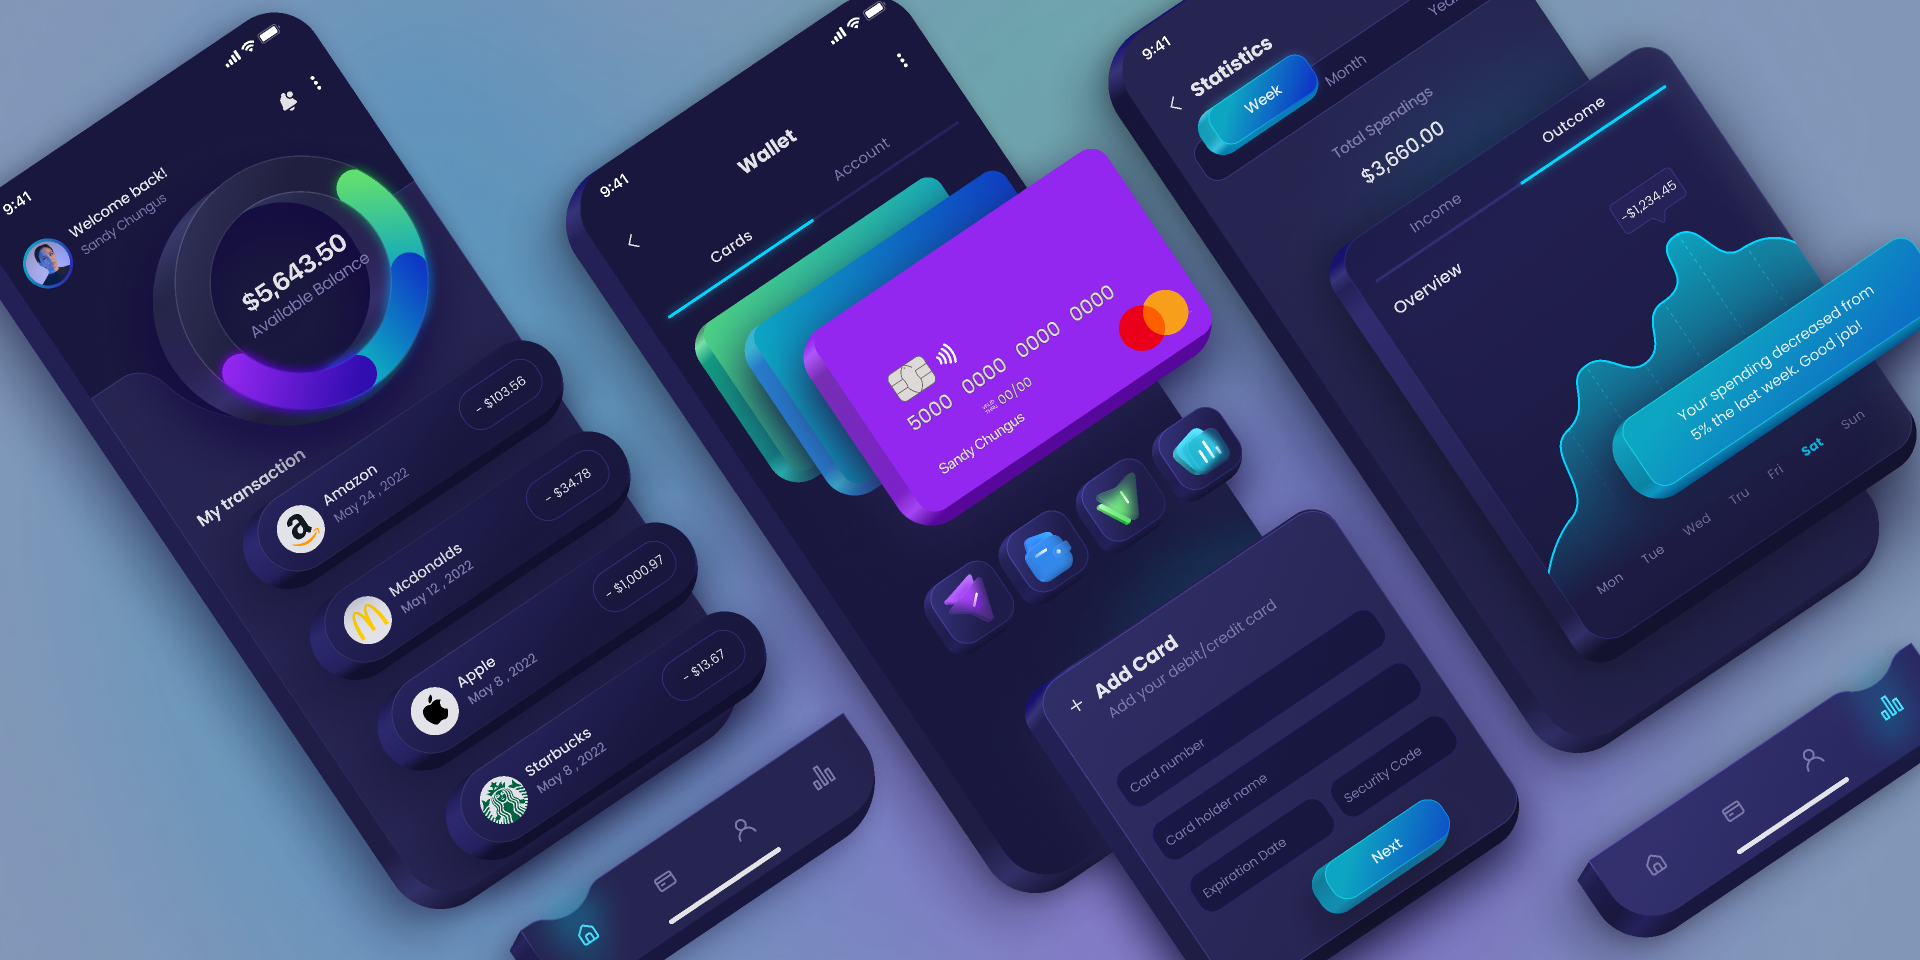 9:41
Welcome back!
Sandy Chungus
$5,643.50
Available Balance
My transaction
Amazon
May 24 , 2022
- $103.56
Mcdonalds
May 12 , 2022
- $34.78
Apple
May 8 , 2022
- $1,000.97
Starbucks
May 8 , 2022
- $13.67
9:41
Wallet
Cards
Account
5000 0000 0000 0000
00/00
Sandy Chungus
+ Add Card
Add your debit/credit card
Card number
Card holder name
Expiration Date
Security Code
Next
9:41
Statistics
Week
Month
Total Spendings
$3,660.00
Income
Outcome
Overview
-$1,234.45
Your spending decreased from
5% the last week. Good job!
Mon
Tue
Wed
Tru
Fri
Sat
Sun